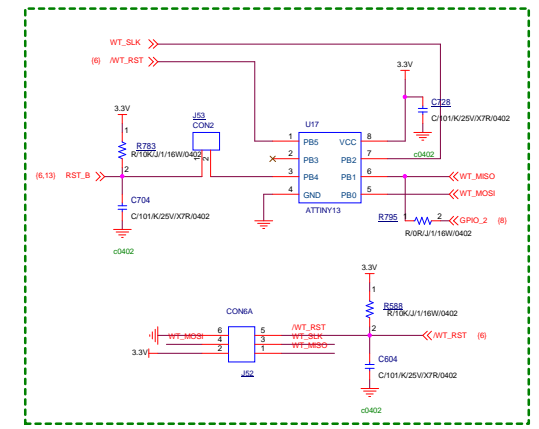 WT_SLK
{6} /WT_RST
3.3V
3.3V
1
R783
R/10K/J/1/16W/0402
2
{6,13} RST_B
C704
C/101/K/25V//X7R/0402
c0402
J53
CON2
1
2
U17
1 PB5 VCC 8
2 PB3 PB2 7
3 PB4 PB1 6
4 GND PB0 5
ATTINY13
C728
C/101/K/25V/X7R/0402
c0402
WT_MISO
WT_MOSI
R795
1 2
GPIO_2 {8}
R/0R/J/1/16W/0402
3.3V
1
R588
R/10K/J/1/16W/0402
2
/WT_RST {6}
C604
C/101/K/25V//X7R/0402
c0402
CON6A
6 5 /WT_RST
WT_MOSI 4 3 WT_SLK
3.3V 2 1 WT_MISO
J52